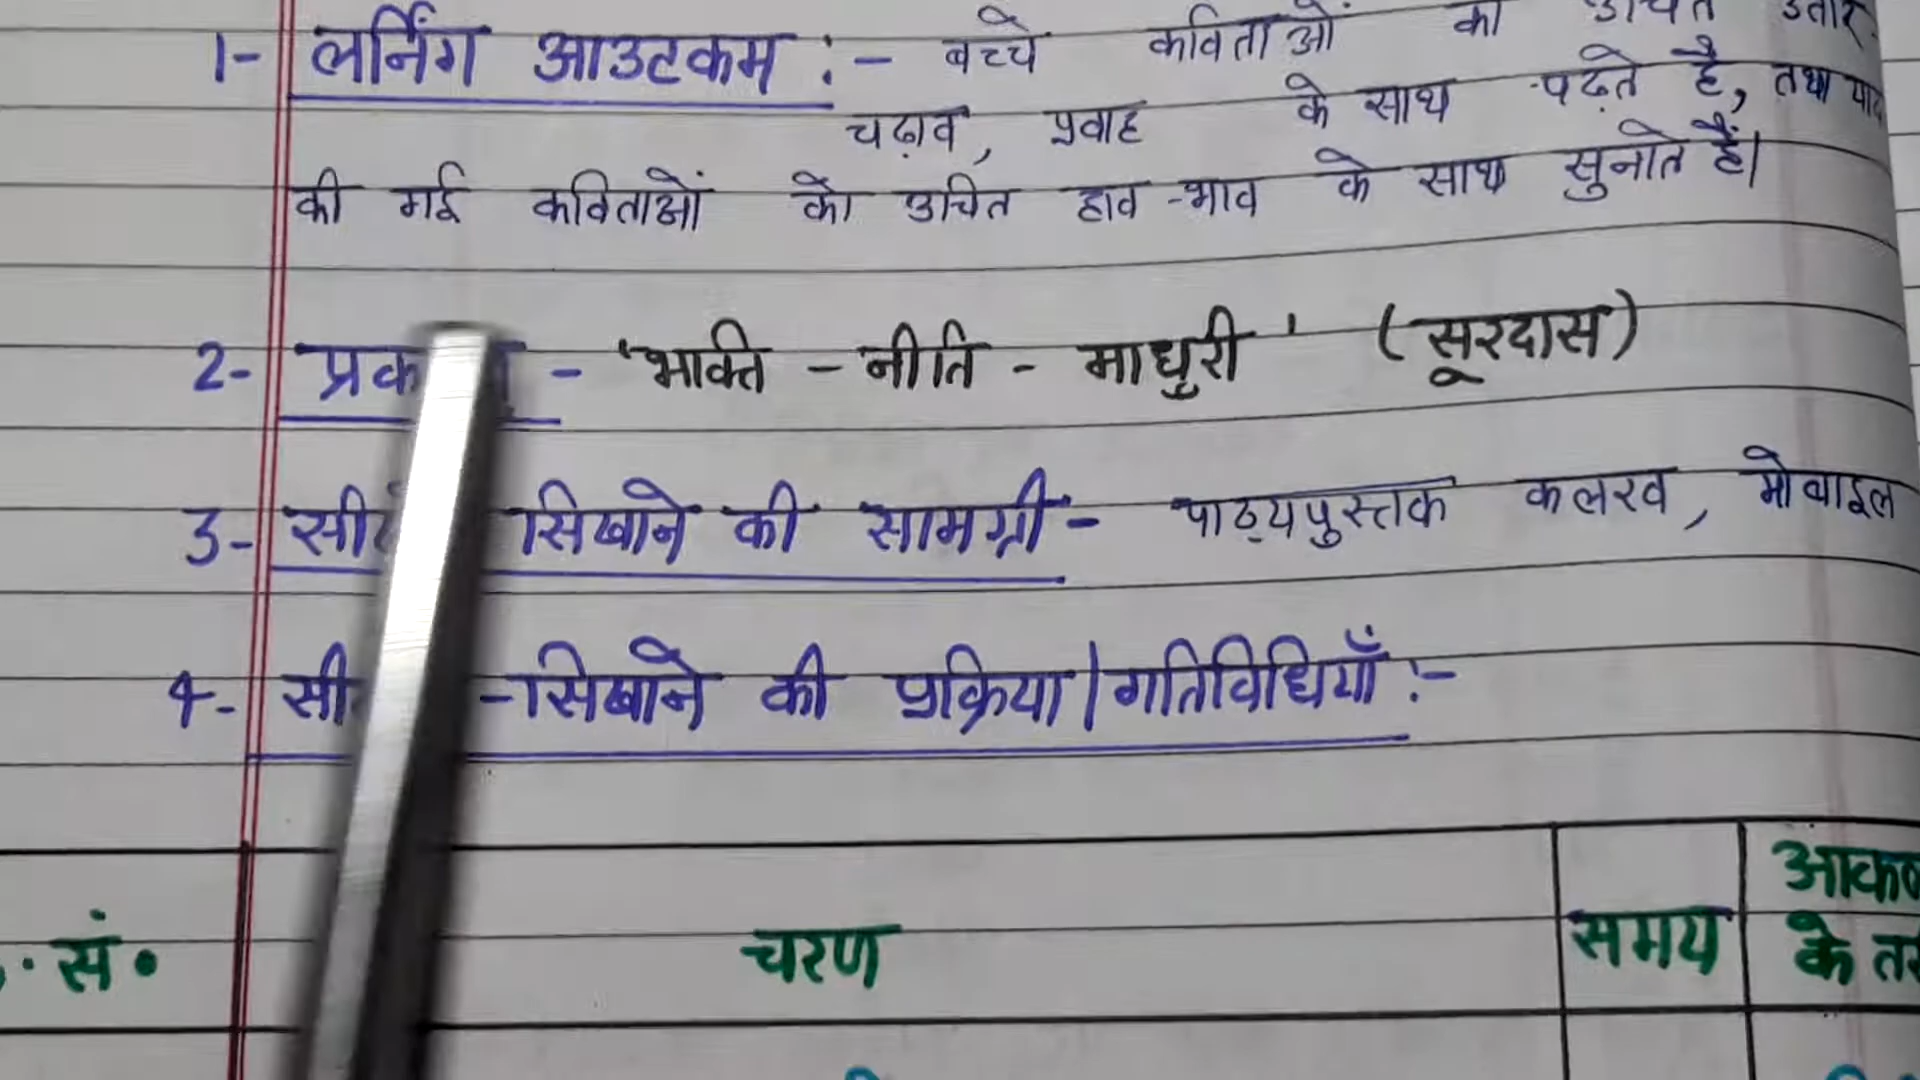 1- लर्निंग आउटकम :- बच्चे कविताओं का उचित उतार-
चढ़ाव, प्रवाह के साथ पढ़ते है, तथा
की गई कविताओं को उचित हाव-भाव के साथ सुनाते हैं।
2- - 'भक्ति - नीति - माधुरी' (सूरदास)
3- सिखाने की सामग्री - पाठ्यपुस्तक कलरव, मोबाइल
4- -सिखाने की प्रक्रिया/गतिविधियाँ :-
सं. चरण समय
के